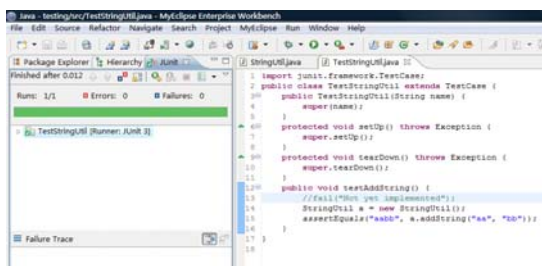 Java - testing/src/TestStringUtil.java - MyEclipse Enterprise Workbench
File Edit Source Refactor Navigate Search Project MyEclipse Run Window Help
Package Explorer Hierarchy JUnit
StringUtil.java TestStringUtil.java
Finished after 0.012
Runs: 1/1 Errors: 0 Failures: 0
TestStringUtil [Runner: JUnit 3]
Failure Trace
1 import junit.framework.TestCase;
2 public class TestStringUtil extends TestCase {
3 public TestStringUtil(String name) {
4 super(name);
5 }
6 protected void setUp() throws Exception {
7 super.setUp();
8 }
9 protected void tearDown() throws Exception {
10 super.tearDown();
11 }
12 public void testAddString() {
13 //fail("Not yet implemented");
14 StringUtil a = new StringUtil();
15 assertEquals("aabb", a.addString("aa", "bb"));
16 }
17 }
18